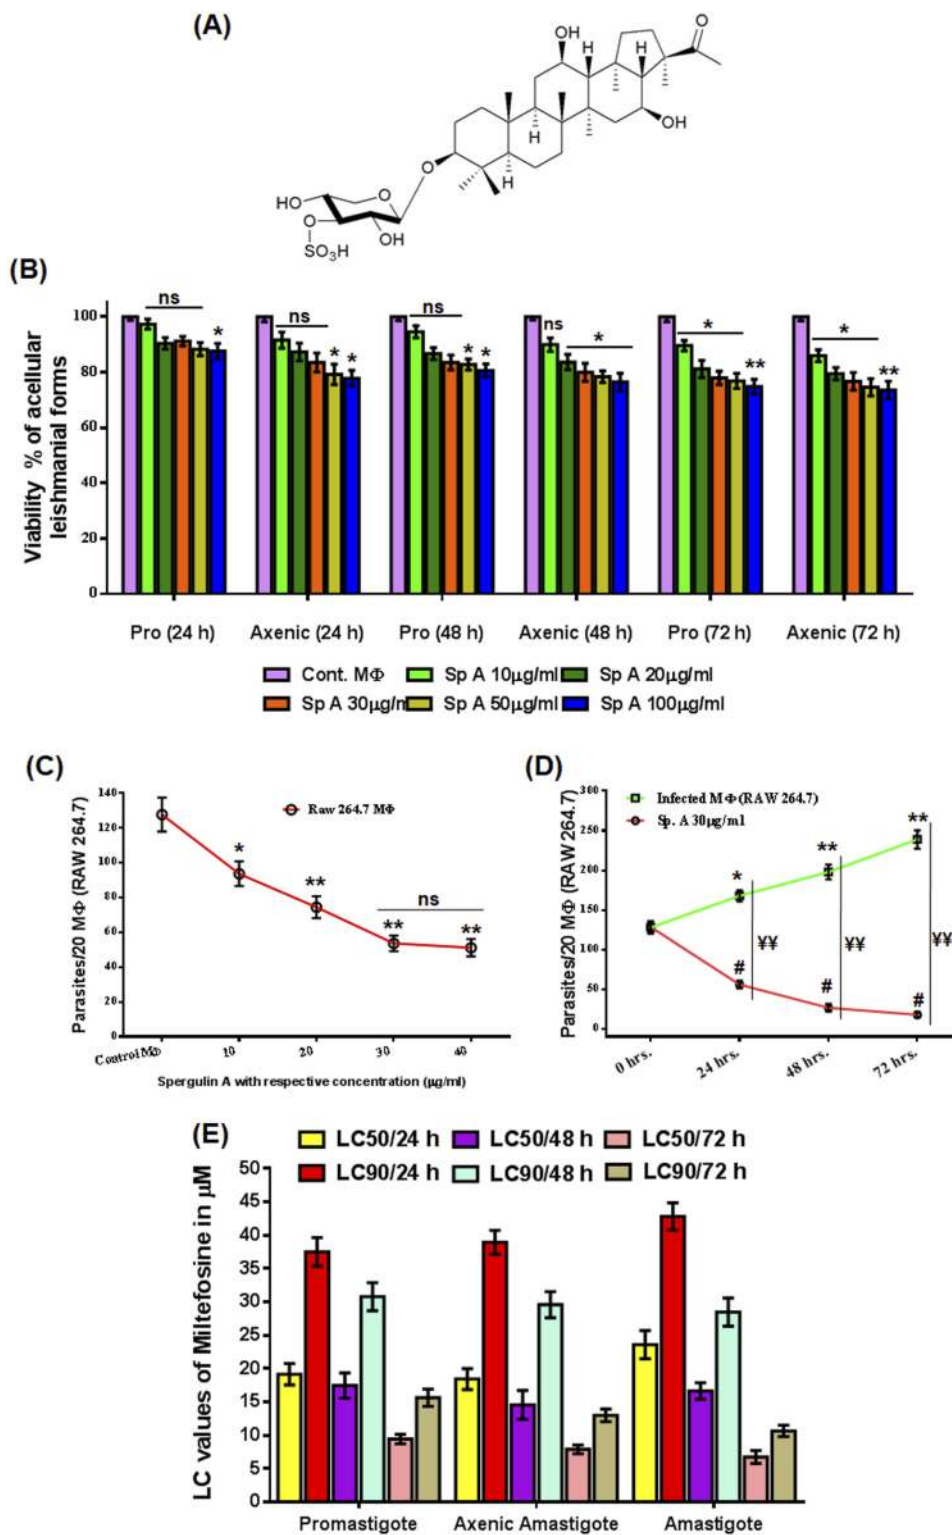 (A)
OH
H
O
H
H
OH
H
O
HO
O
O
OH
SO₃H
(B)
Viability % of acellular
leishmanial forms
100
80
60
40
20
0
ns
*
ns
*
*
ns
*
*
ns
*
*
**
*
**
Pro (24 h)
Axenic (24 h)
Pro (48 h)
Axenic (48 h)
Pro (72 h)
Axenic (72 h)
Cont. MΦ
Sp A 10µg/ml
Sp A 20µg/ml
Sp A 30µg/m
Sp A 50µg/ml
Sp A 100µg/ml
(C)
Parasites/20 MΦ (RAW 264.7)
140
120
100
80
60
40
20
0
Raw 264.7 MΦ
*
**
ns
**
**
Control MΦ
10
20
30
40
Spergulin A with respective concentration (µg/ml)
(D)
Parasites/20 MΦ (RAW 264.7)
300
250
200
150
100
50
0
Infected MΦ (RAW 264.7)
Sp. A 30µg/ml
*
**
**
¥¥
¥¥
¥¥
#
#
#
0 hrs.
24 hrs.
48 hrs.
72 hrs.
(E)
LC50/24 h
LC50/48 h
LC50/72 h
LC90/24 h
LC90/48 h
LC90/72 h
LC values of Miltefosine in µM
50
45
40
35
30
25
20
15
10
5
0
Promastigote
Axenic Amastigote
Amastigote